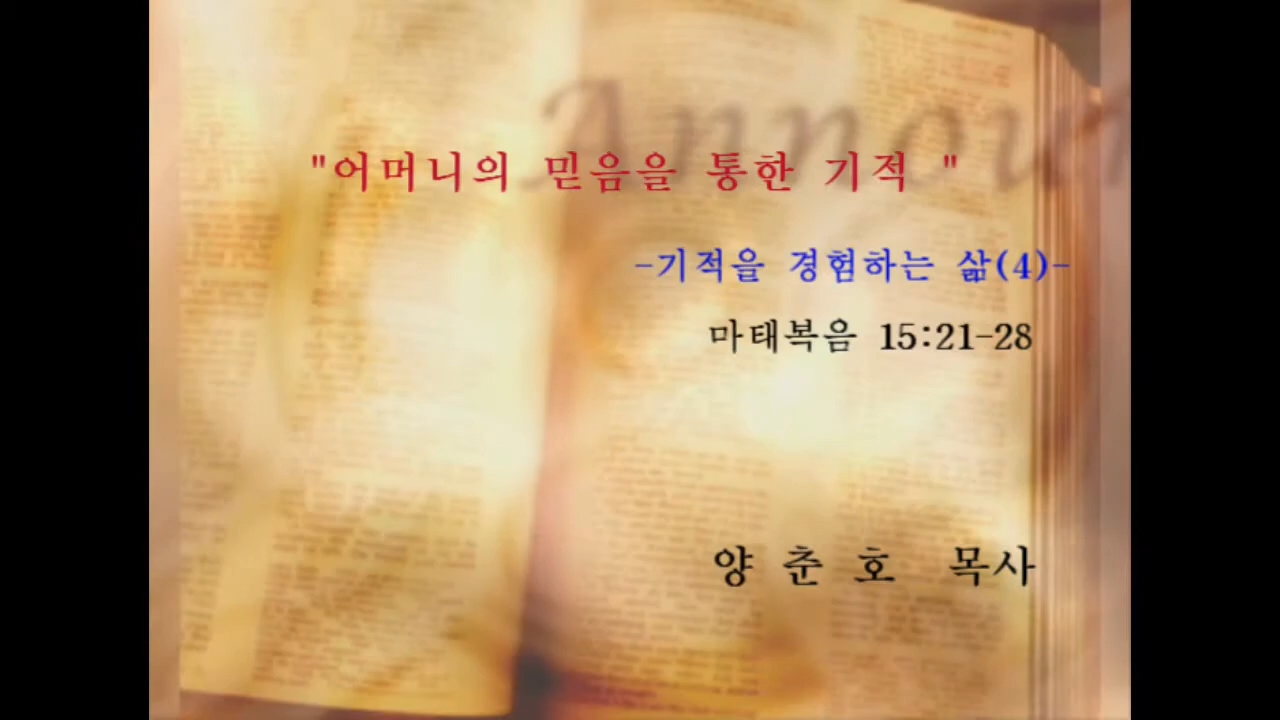 "어머니의 믿음을 통한 기적 "
-기적을 경험하는 삶(4)-
마태복음 15:21-28
양 춘 호 목사